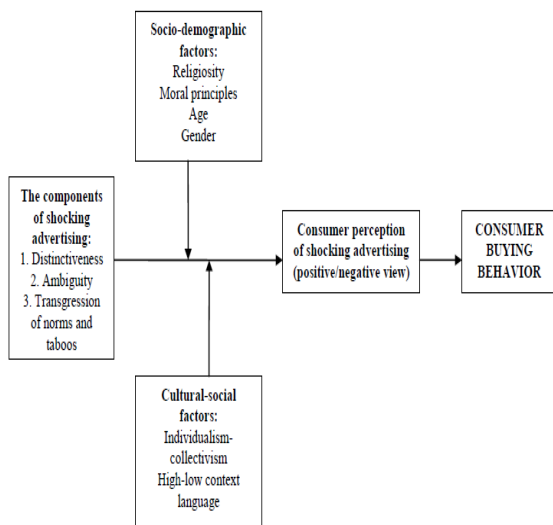 Socio-demographic
factors:
Religiosity
Moral principles
Age
Gender
The components
of shocking
advertising:
1. Distinctiveness
2. Ambiguity
3. Transgression
of norms and
taboos
Consumer perception
of shocking advertising
(positive/negative view)
CONSUMER
BUYING
BEHAVIOR
Cultural-social
factors:
Individualism-
collectivism
High-low context
language